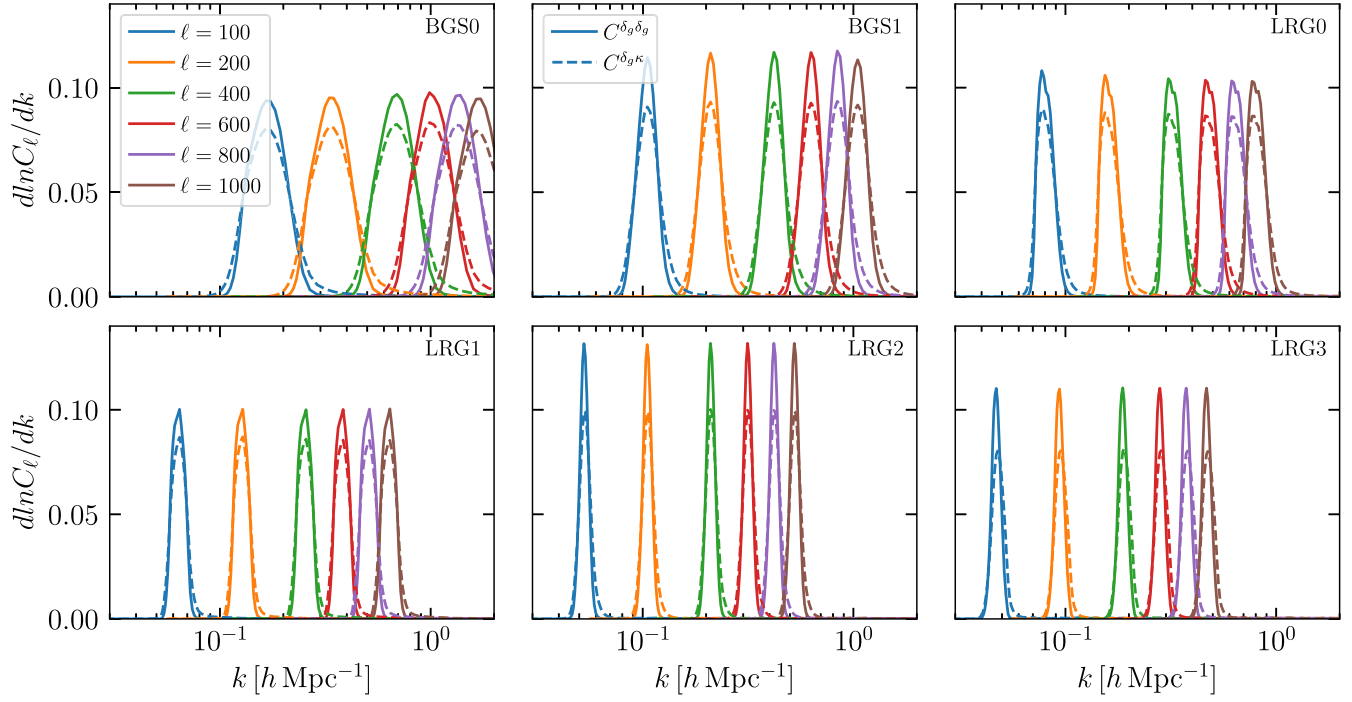 BGS0
ℓ = 100
ℓ = 200
ℓ = 400
ℓ = 600
ℓ = 800
ℓ = 1000
0.10
0.05
0.00
dlnC_ℓ/dk
BGS1
C^{δ_g δ_g}
C^{δ_g κ}
LRG0
LRG1
0.10
0.05
0.00
dlnC_ℓ/dk
10^{-1}
10^{0}
k [h Mpc^{-1}]
LRG2
10^{-1}
10^{0}
k [h Mpc^{-1}]
LRG3
10^{-1}
10^{0}
k [h Mpc^{-1}]